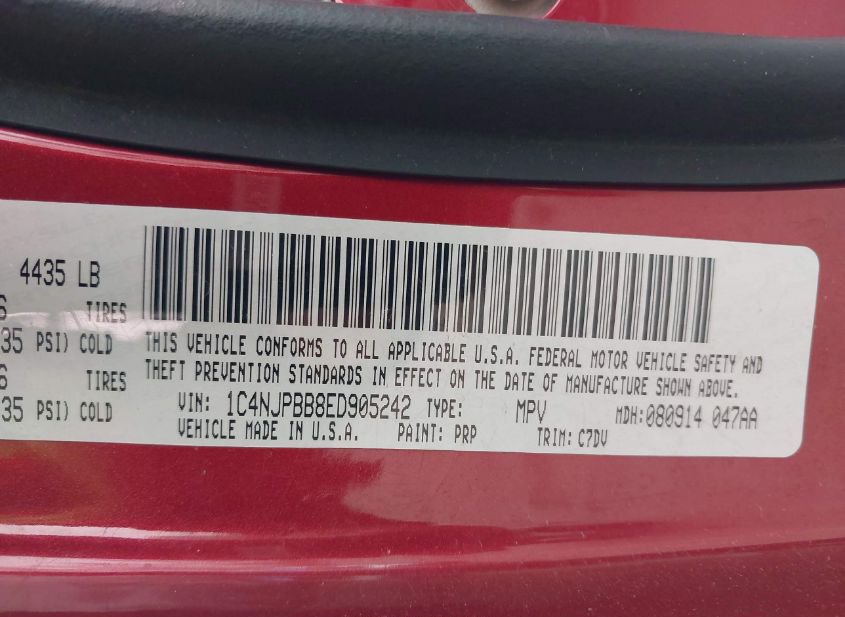 4435 LB
6 TIRES
35 PSI) COLD
6 TIRES
35 PSI) COLD
THIS VEHICLE CONFORMS TO ALL APPLICABLE U.S.A. FEDERAL MOTOR VEHICLE SAFETY AND
THEFT PREVENTION STANDARDS IN EFFECT ON THE DATE OF MANUFACTURE SHOWN ABOVE.
VIN: 1C4NJPBB8ED905242 TYPE: MPV MDH:080914 047AA
VEHICLE MADE IN U.S.A. PAINT: PRP TRIM: C7DV